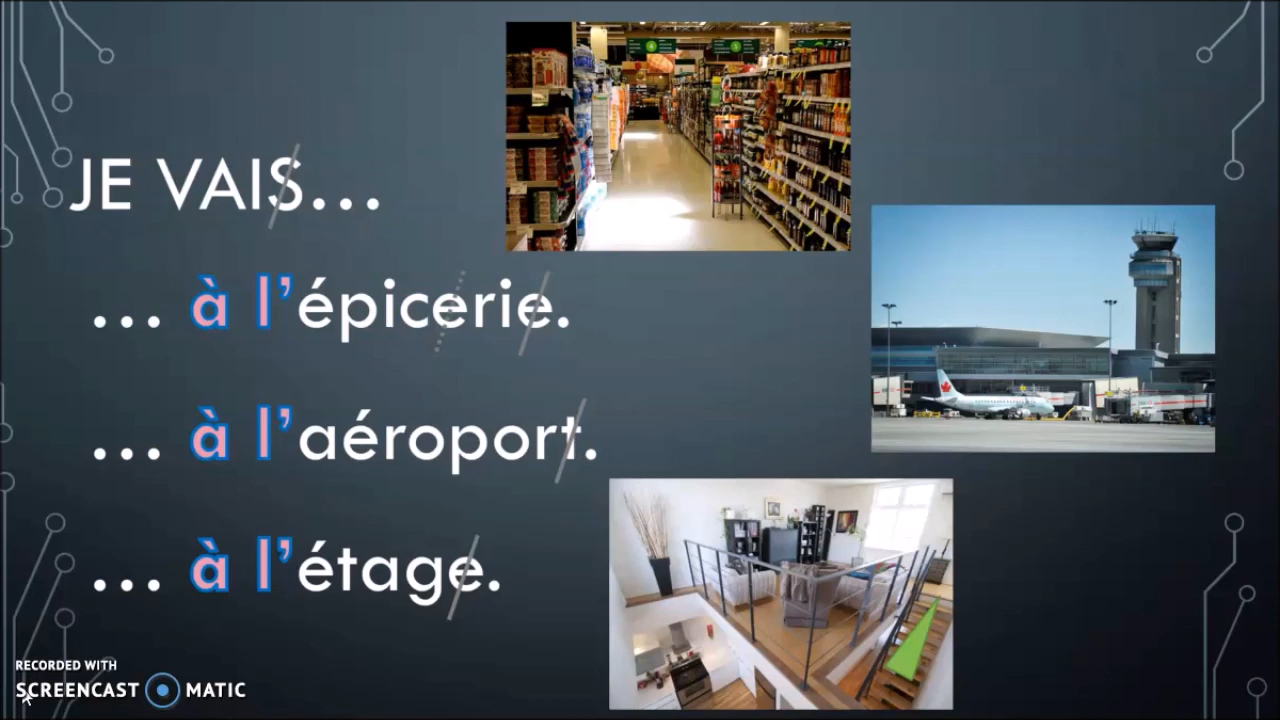 JE VAIS...
... à l'épicerie.
... à l'aéroport.
... à l'étage.
RECORDED WITH
SCREENCAST MATIC